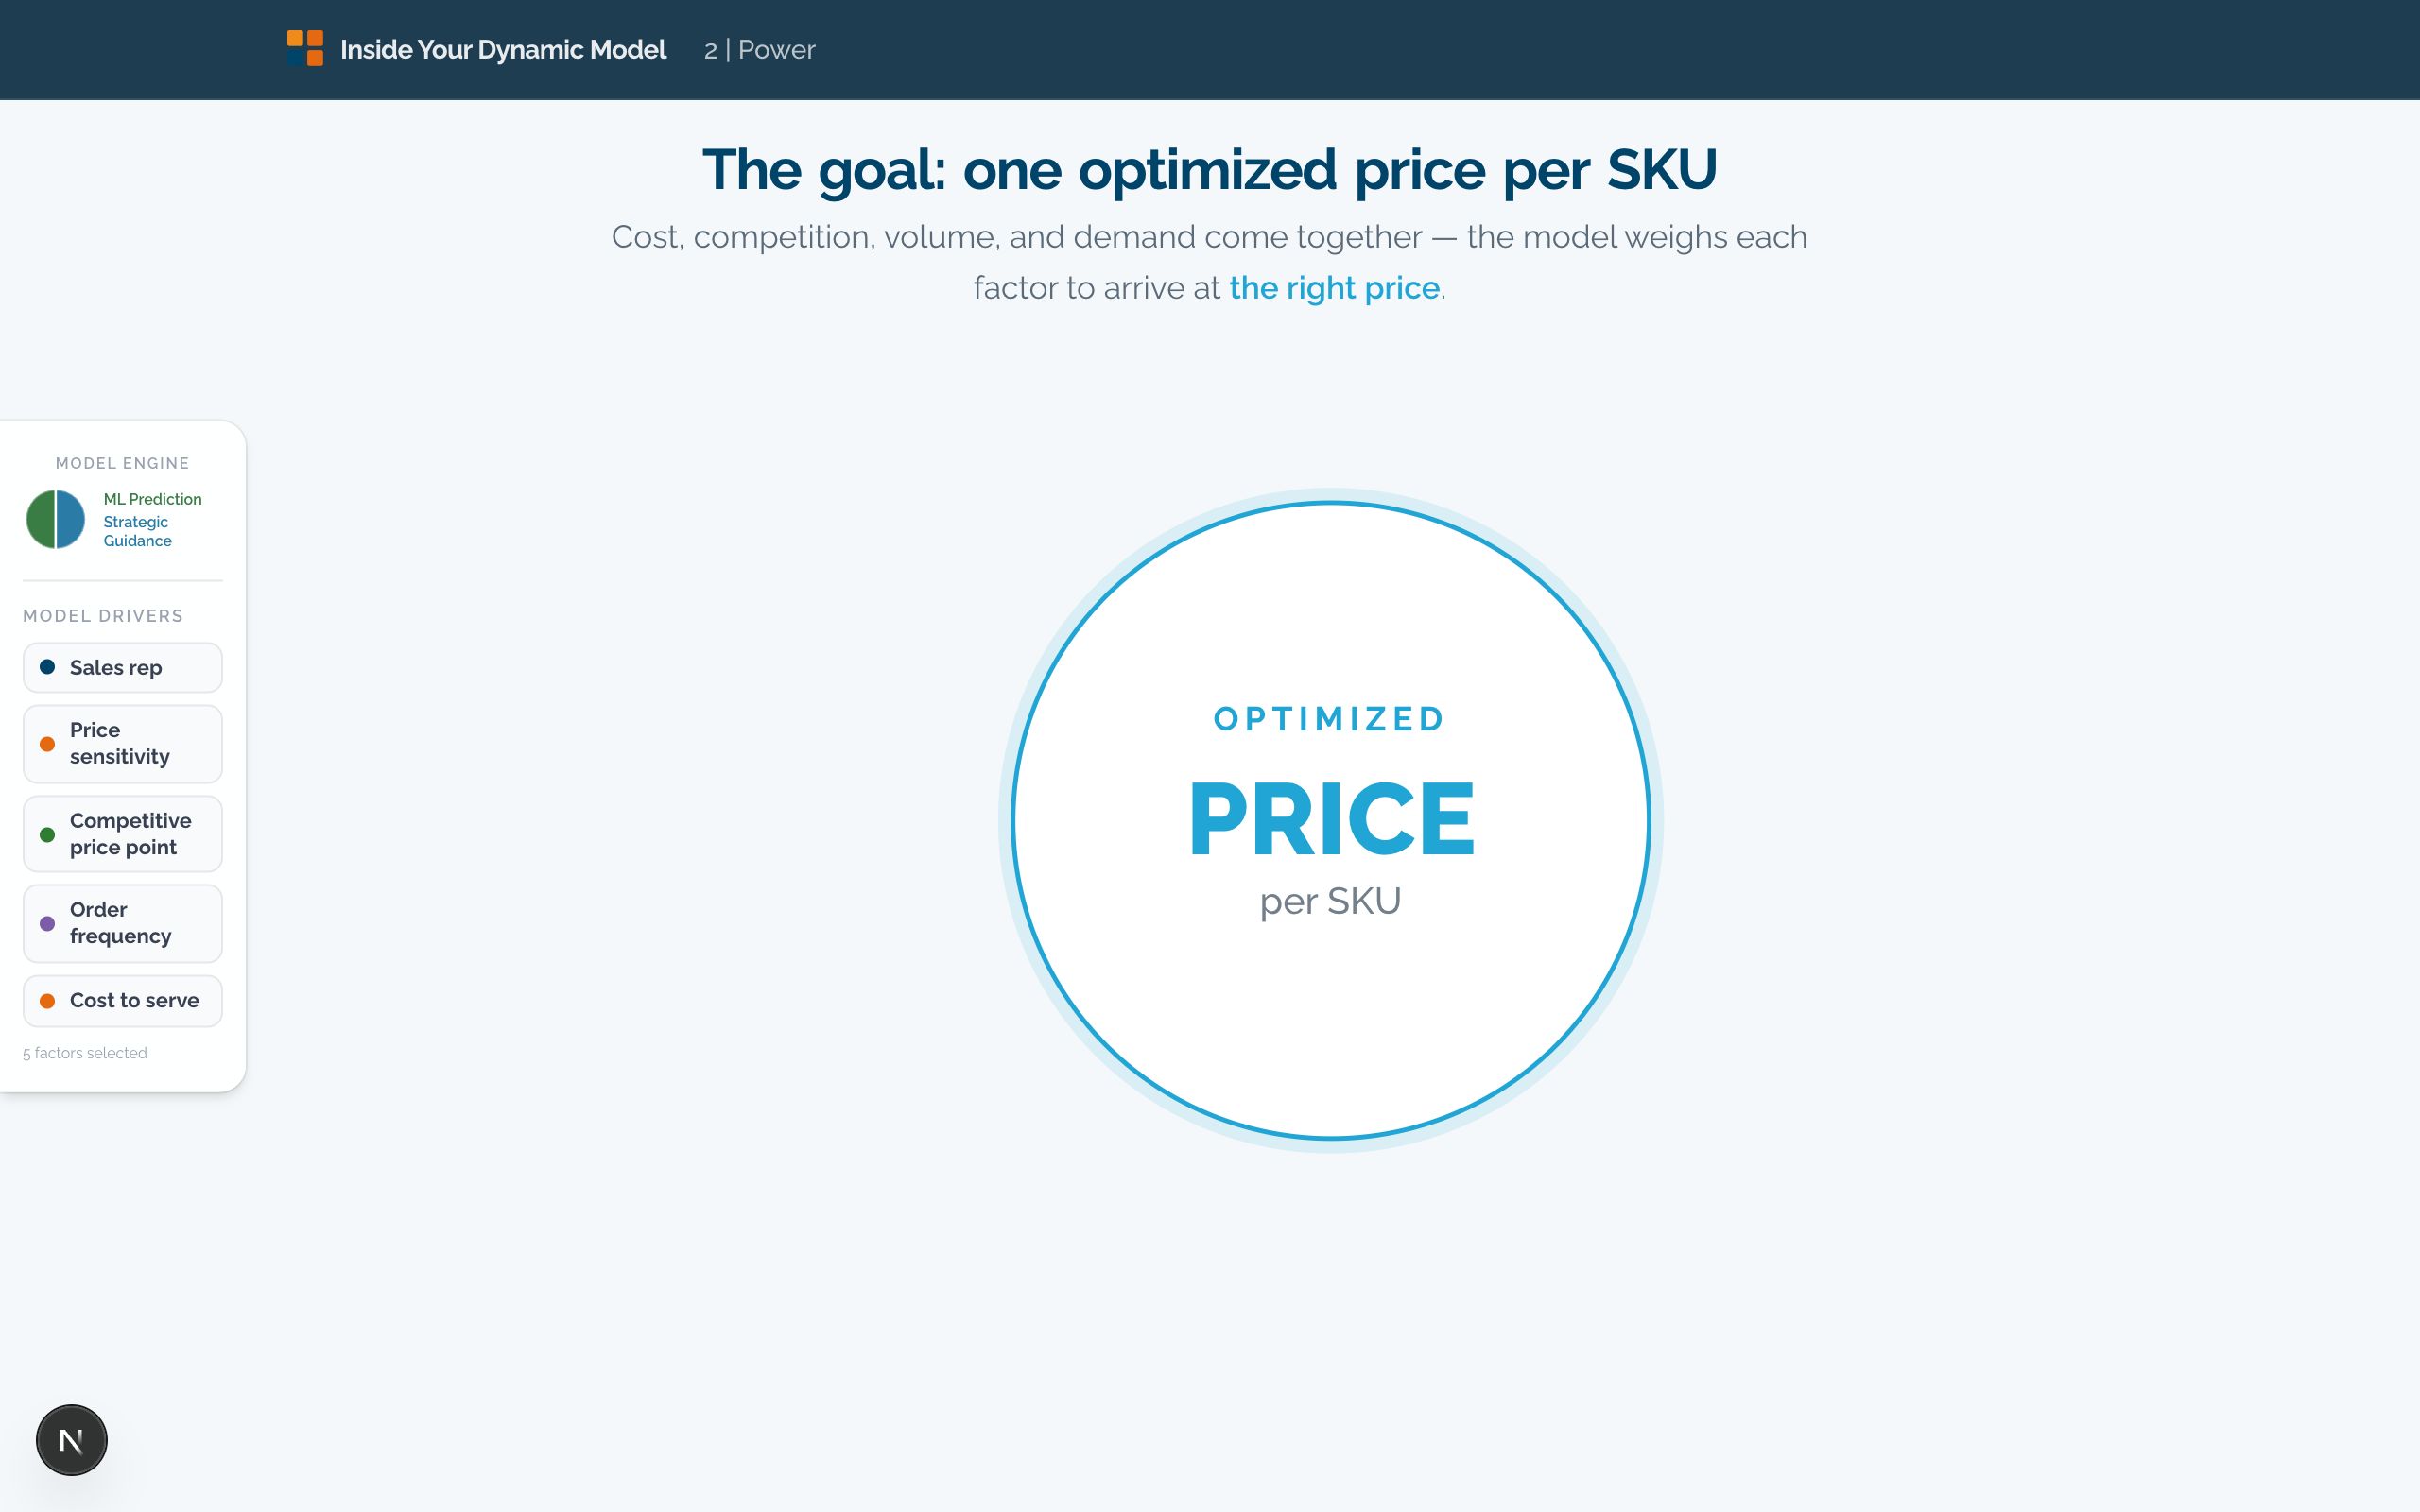 Inside Your Dynamic Model
2 | Power
The goal: one optimized price per SKU
Cost, competition, volume, and demand come together — the model weighs each
factor to arrive at the right price.
MODEL ENGINE
ML Prediction
Strategic
Guidance
MODEL DRIVERS
Sales rep
Price
sensitivity
Competitive
price point
Order
frequency
Cost to serve
5 factors selected
OPTIMIZED
PRICE
per SKU
N